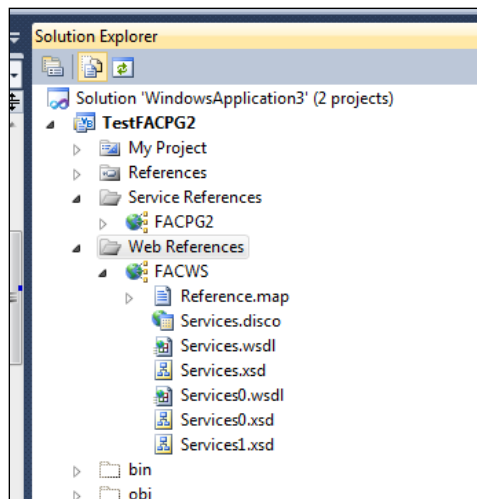 Solution Explorer
Solution 'WindowsApplication3' (2 projects)
TestFACPG2
My Project
References
Service References
FACPG2
Web References
FACWS
Reference.map
Services.disco
Services.wsdl
Services.xsd
Services0.wsdl
Services0.xsd
Services1.xsd
bin
obj